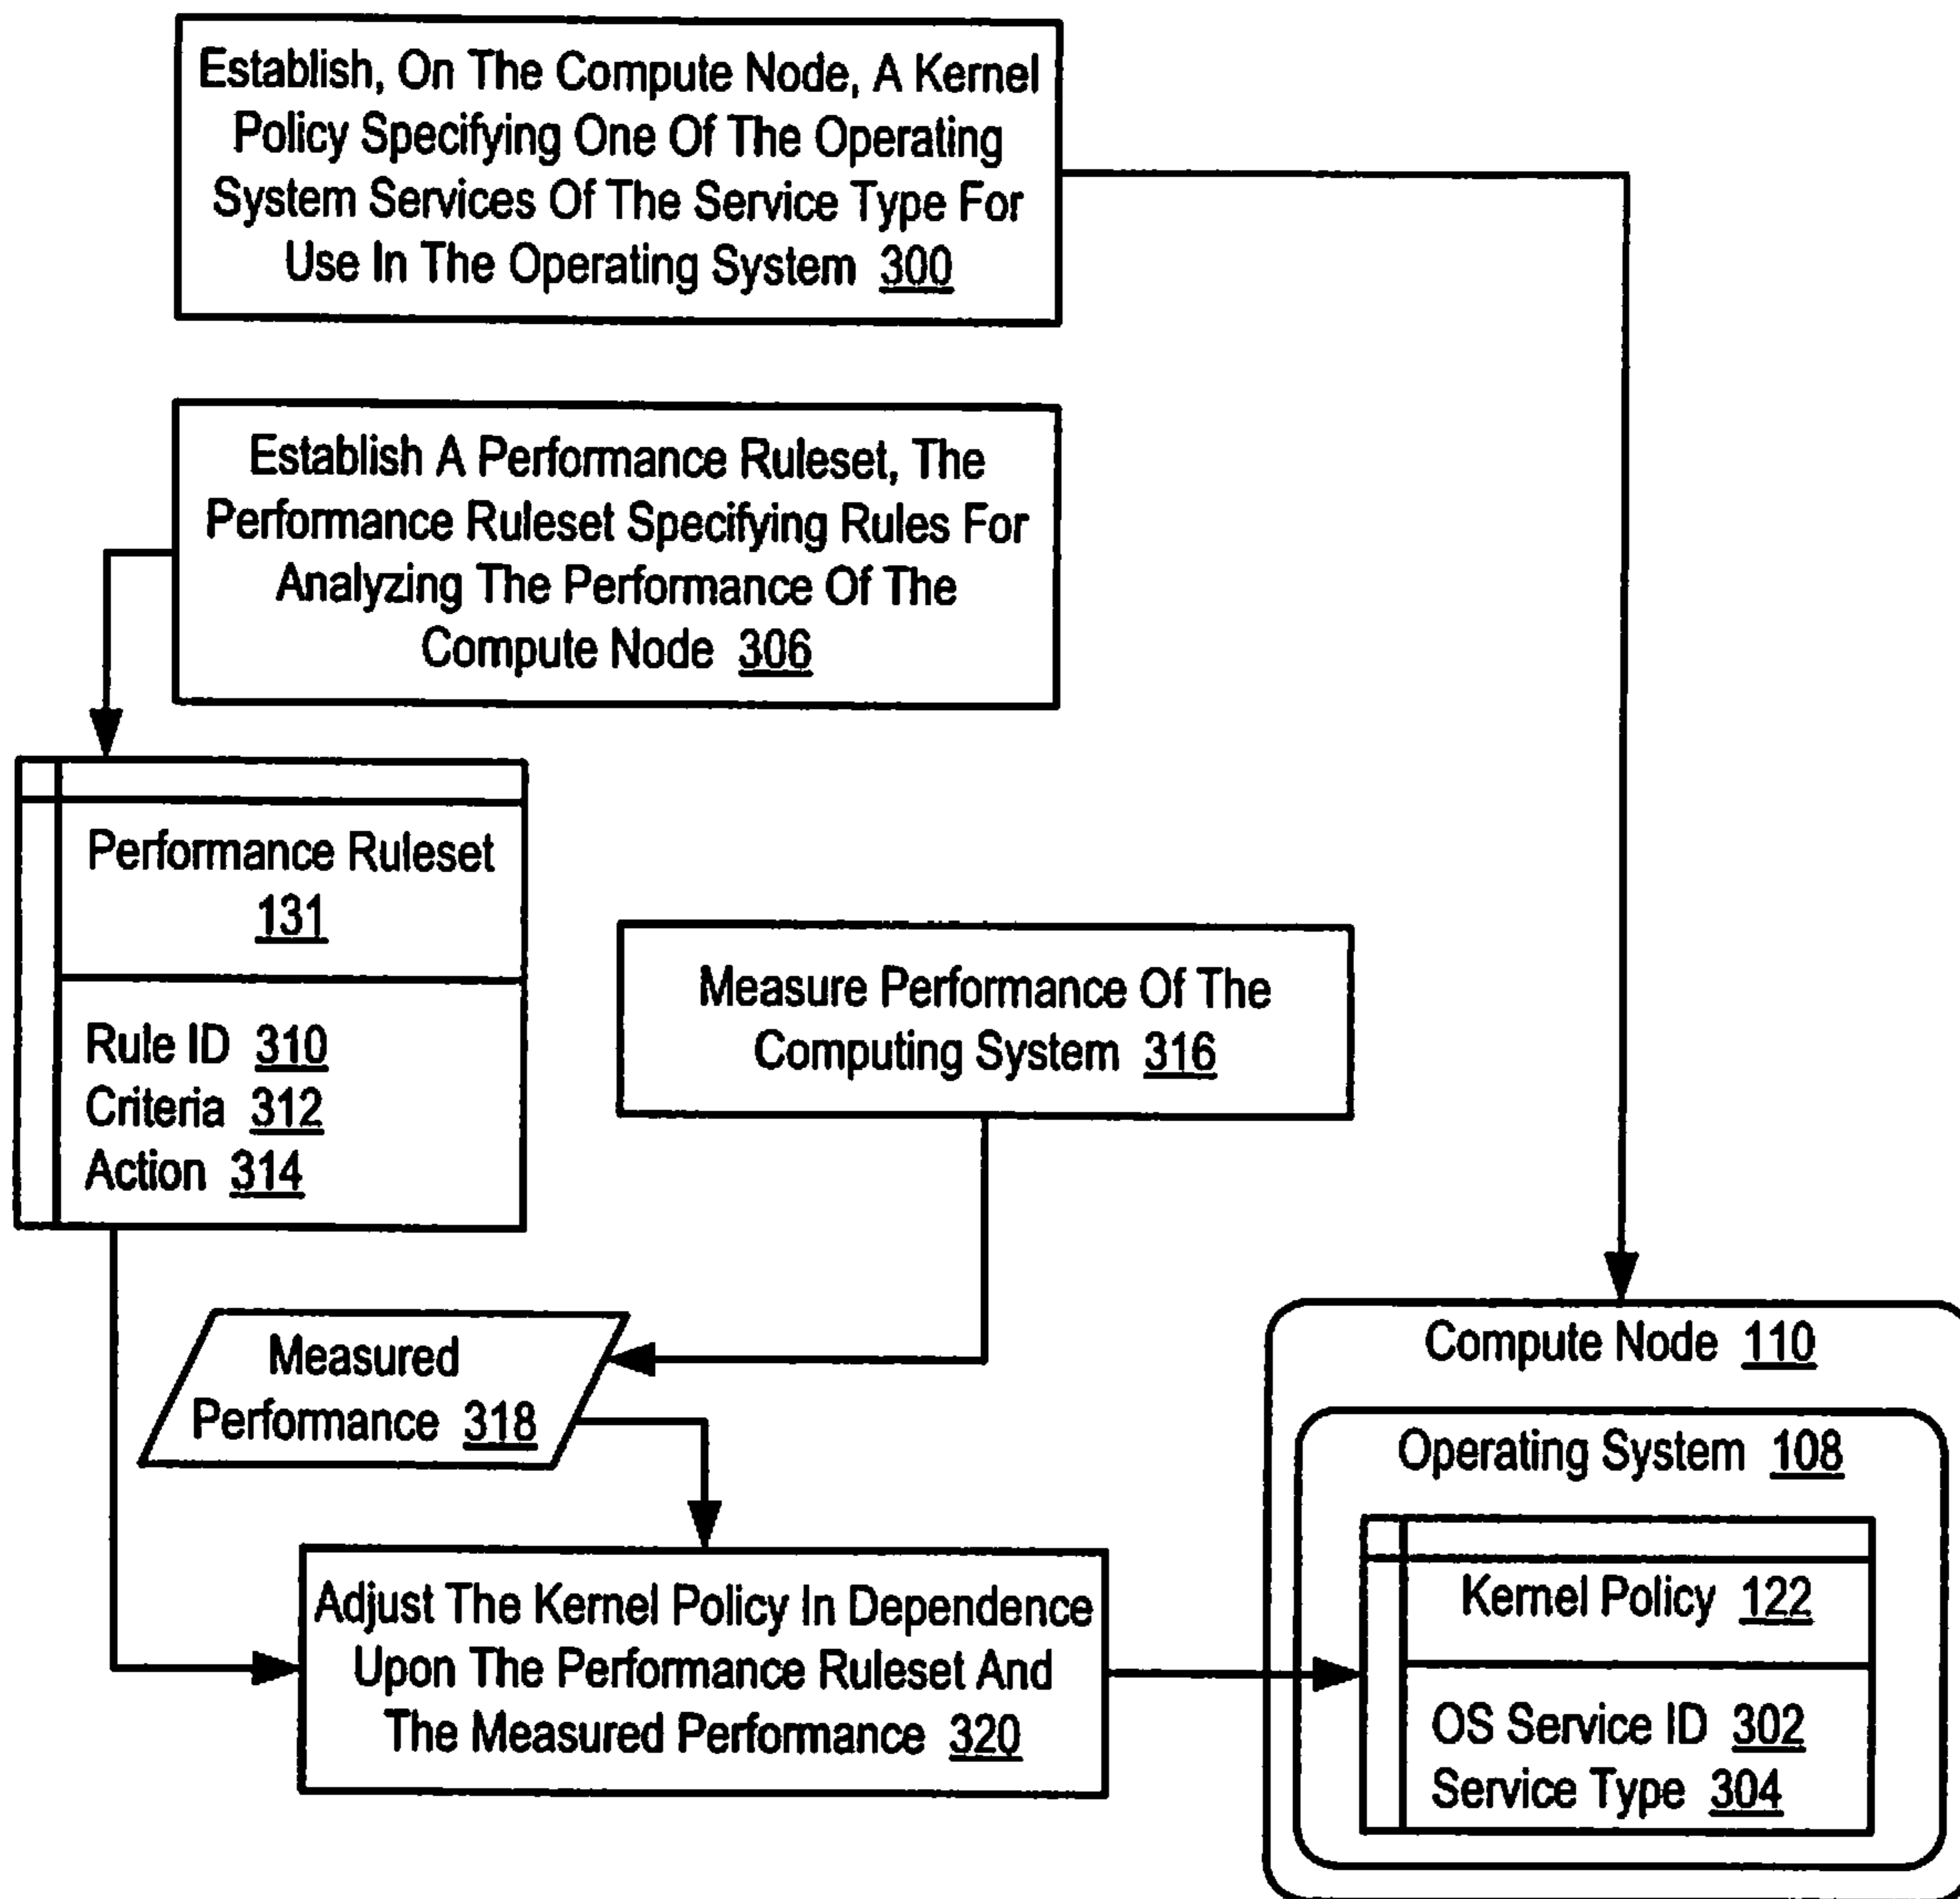 Establish, On The Compute Node, A Kernel
Policy Specifying One Of The Operating
System Services Of The Service Type For
Use In The Operating System 300
Establish A Performance Ruleset, The
Performance Ruleset Specifying Rules For
Analyzing The Performance Of The
Compute Node 306
Performance Ruleset
131
Rule ID 310
Criteria 312
Action 314
Measure Performance Of The
Computing System 316
Measured
Performance 318
Adjust The Kernel Policy In Dependence
Upon The Performance Ruleset And
The Measured Performance 320
Compute Node 110
Operating System 108
Kernel Policy 122
OS Service ID 302
Service Type 304